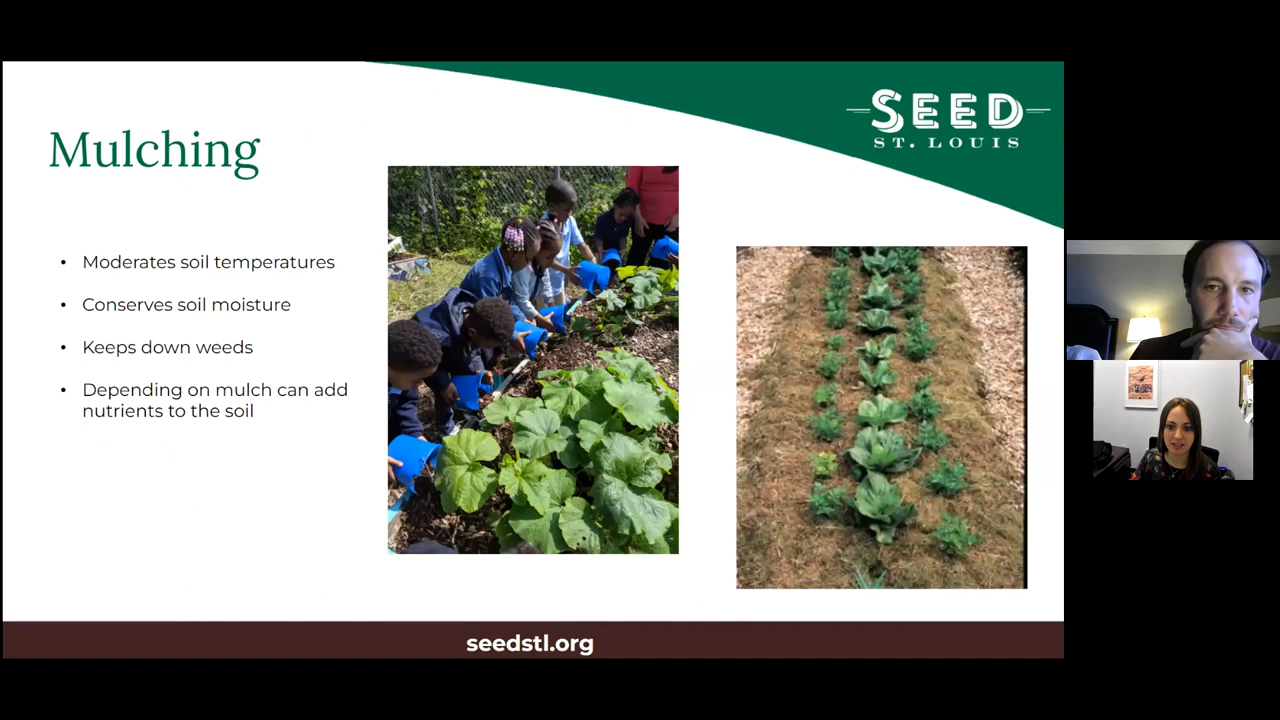 SEED
ST. LOUIS
Mulching
• Moderates soil temperatures
• Conserves soil moisture
• Keeps down weeds
• Depending on mulch can add
nutrients to the soil
seedstl.org